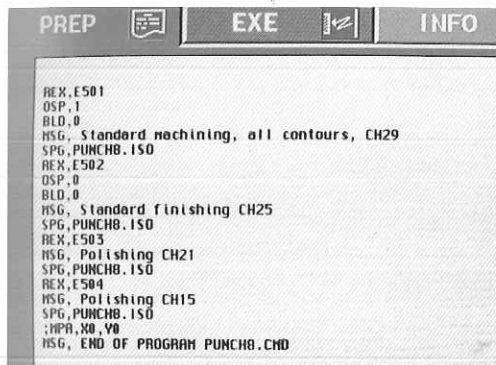 PREP
EXE
INFO
REX,E501
OSP,1
BLD,0
MSG, Standard machining, all contours, CH29
SPG,PUNCH8.ISO
REX,E502
OSP,0
BLD,0
MSG, Standard finishing CH25
SPG,PUNCH8.ISO
REX,E503
MSG, Polishing CH21
SPG,PUNCH8.ISO
REX,E504
MSG, Polishing CH15
SPG,PUNCH8.ISO
;MPA,X0,Y0
MSG, END OF PROGRAM PUNCH8.CMD